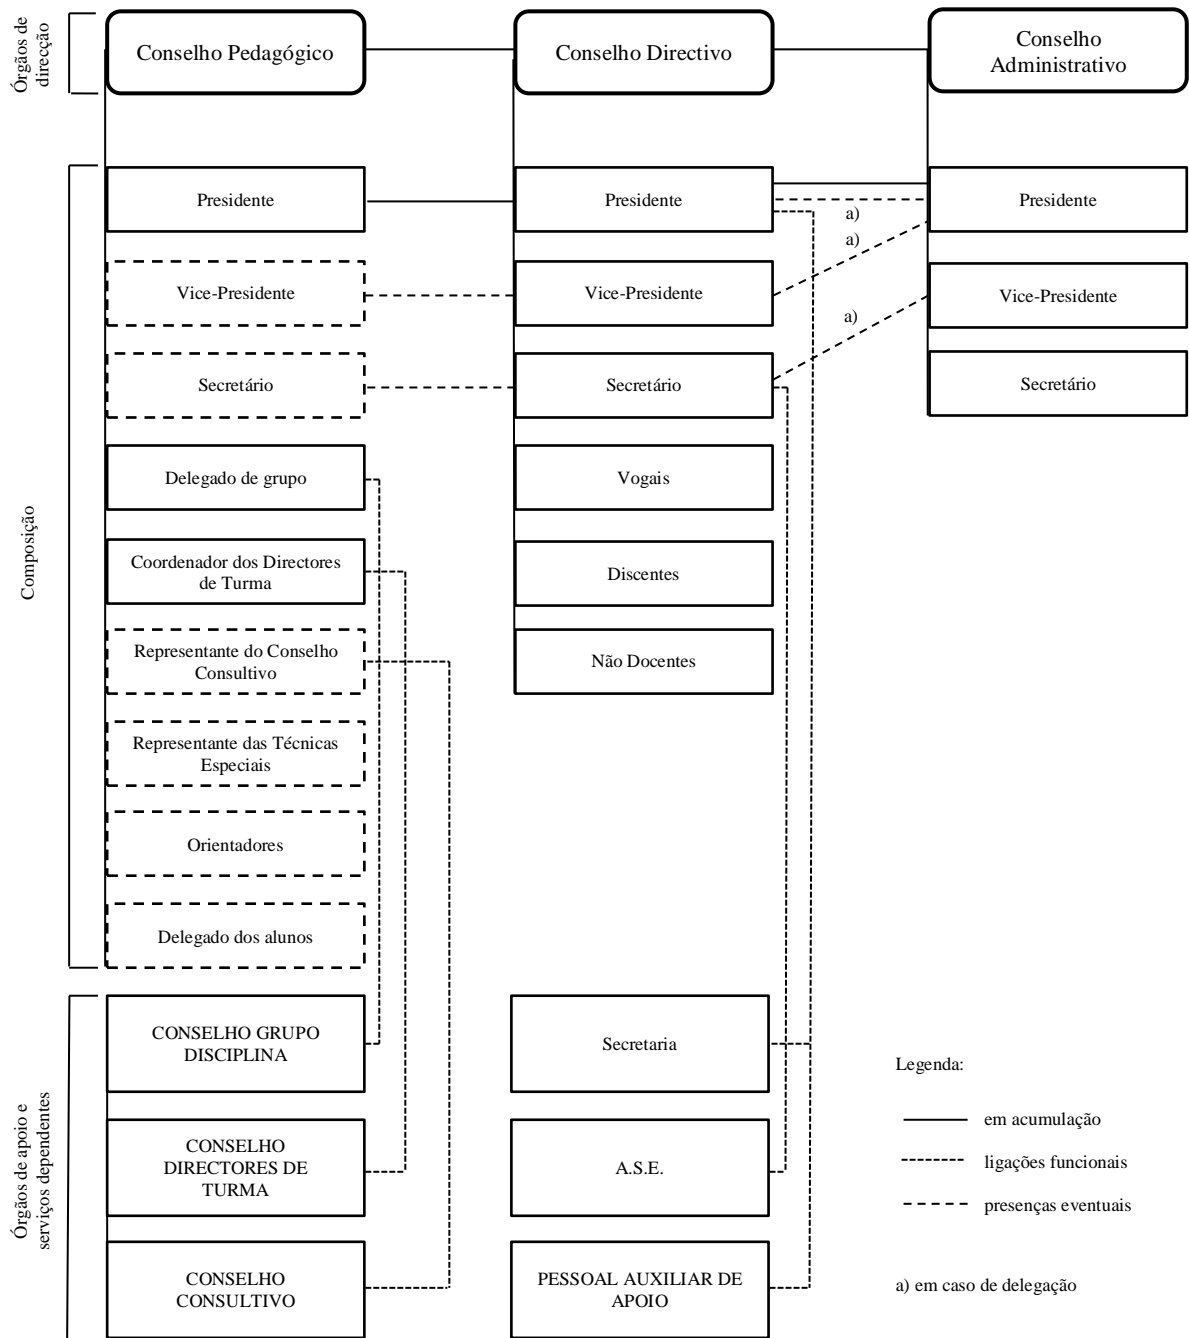 Órgãos de
direcção
Conselho Pedagógico
Conselho Directivo
Conselho
Administrativo
Composição
Presidente
Presidente
Presidente
a)
a)
Vice-Presidente
Vice-Presidente
Vice-Presidente
a)
Secretário
Secretário
Secretário
Delegado de grupo
Vogais
Coordenador dos Directores
de Turma
Discentes
Representante do Conselho
Consultivo
Não Docentes
Representante das Técnicas
Especiais
Orientadores
Delegado dos alunos
Órgãos de apoio e
serviços dependentes
CONSELHO GRUPO
DISCIPLINA
Secretaria
CONSELHO
DIRECTORES DE
TURMA
A.S.E.
CONSELHO
CONSULTIVO
PESSOAL AUXILIAR DE
APOIO
Legenda:
em acumulação
ligações funcionais
presenças eventuais
a) em caso de delegação